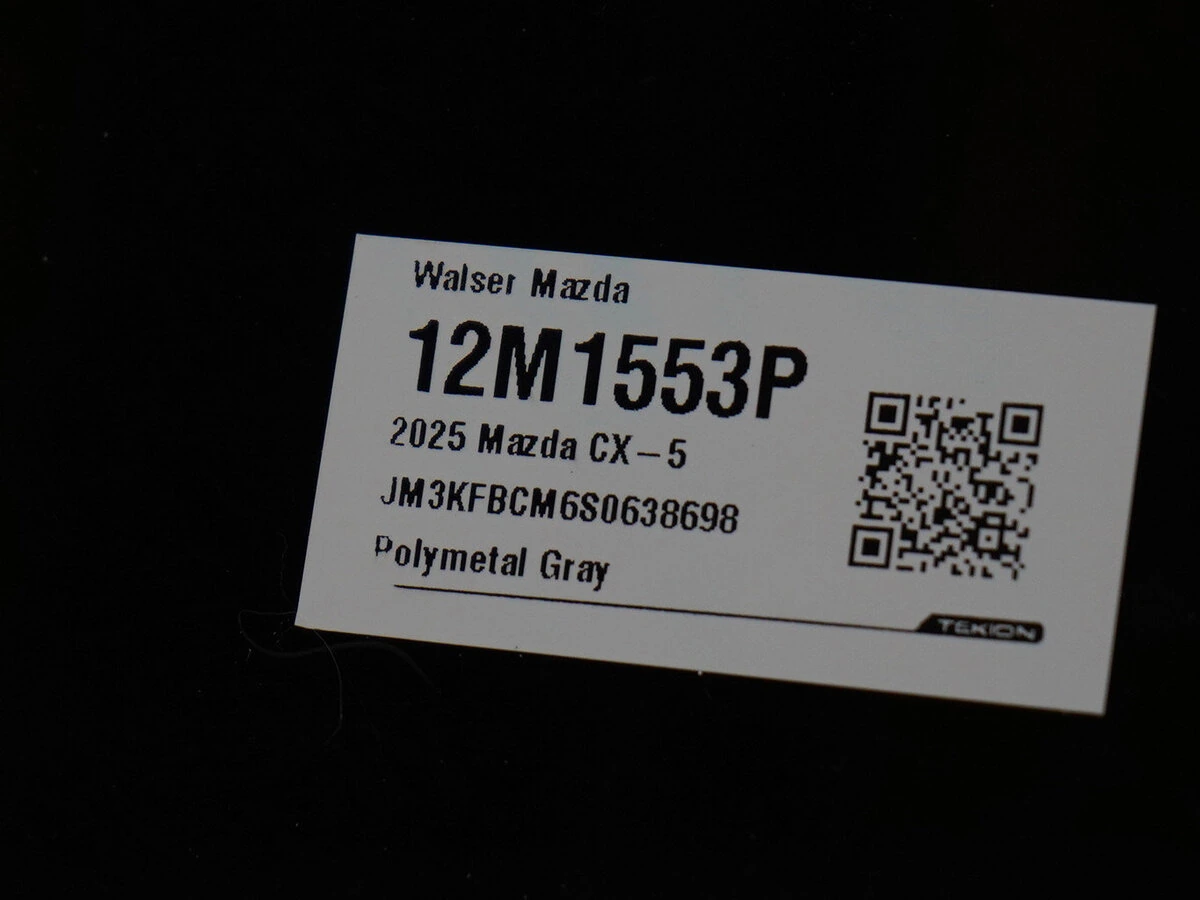 Walser Mazda
12M1553P
2025 Mazda CX-5
JM3KFBCM6S0638698
Polymetal Gray
TEKION